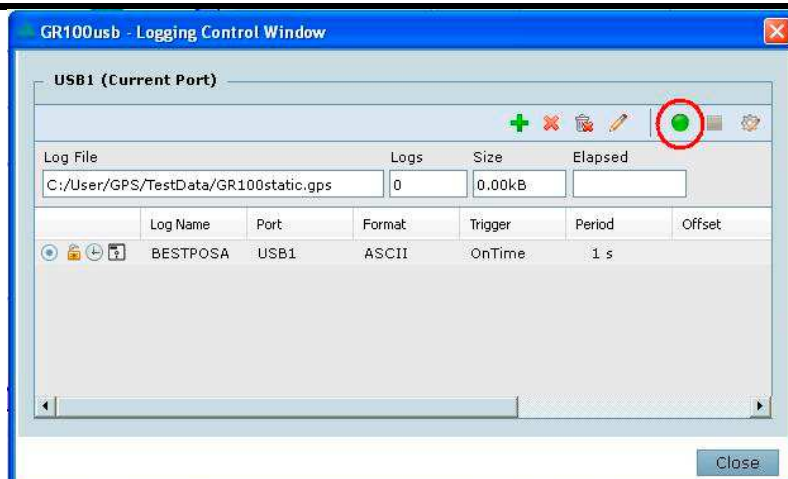 GR100usb - Logging Control Window
USB1 (Current Port)
Log File Logs Size Elapsed
C:/User/GPS/TestData/GR100static.gps 0 0.00kB
Log Name Port Format Trigger Period Offset
BESTPOSA USB1 ASCII OnTime 1 s
Close